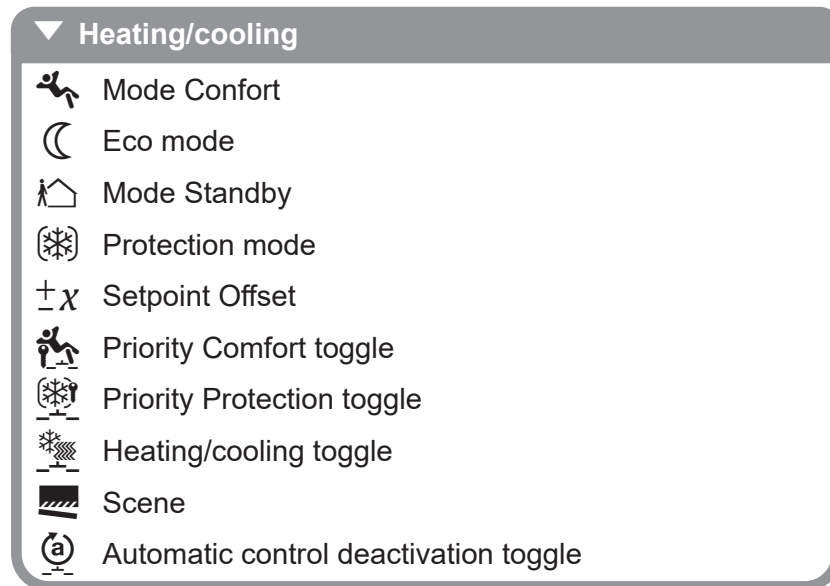 Heating/cooling
Mode Confort
Eco mode
Mode Standby
Protection mode
±x Setpoint Offset
Priority Comfort toggle
Priority Protection toggle
Heating/cooling toggle
Scene
a Automatic control deactivation toggle